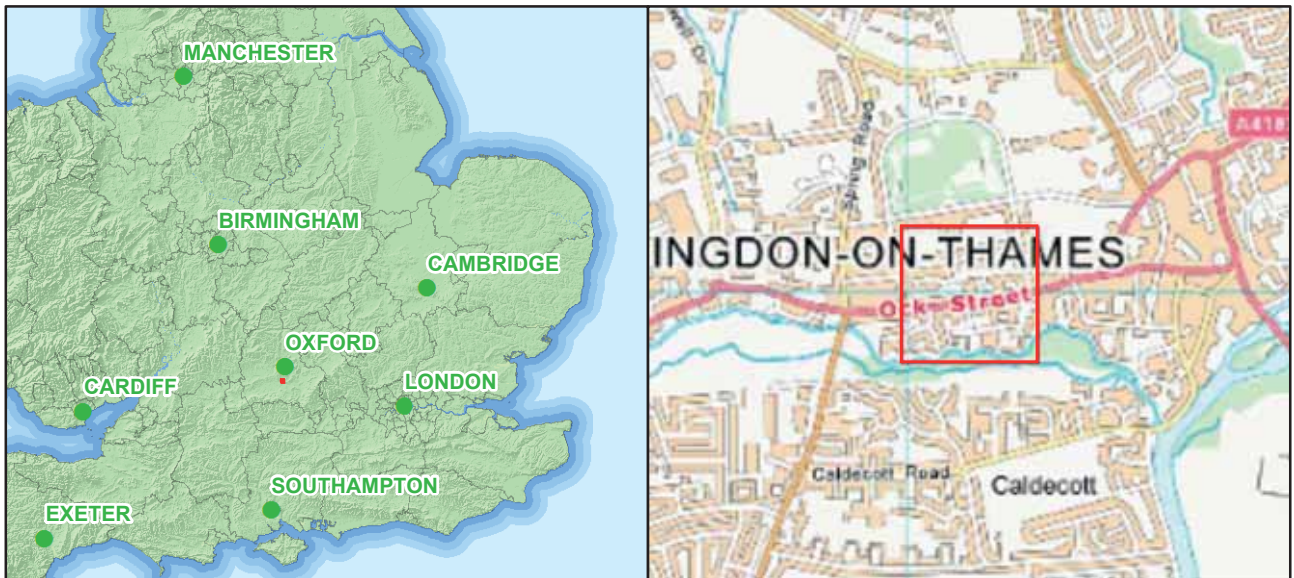 MANCHESTER
BIRMINGHAM
CAMBRIDGE
OXFORD
CARDIFF
LONDON
SOUTHAMPTON
EXETER
Spring Road
A418
INGDON-ON-THAMES
Ock Street
Caldecott Road
Caldecott